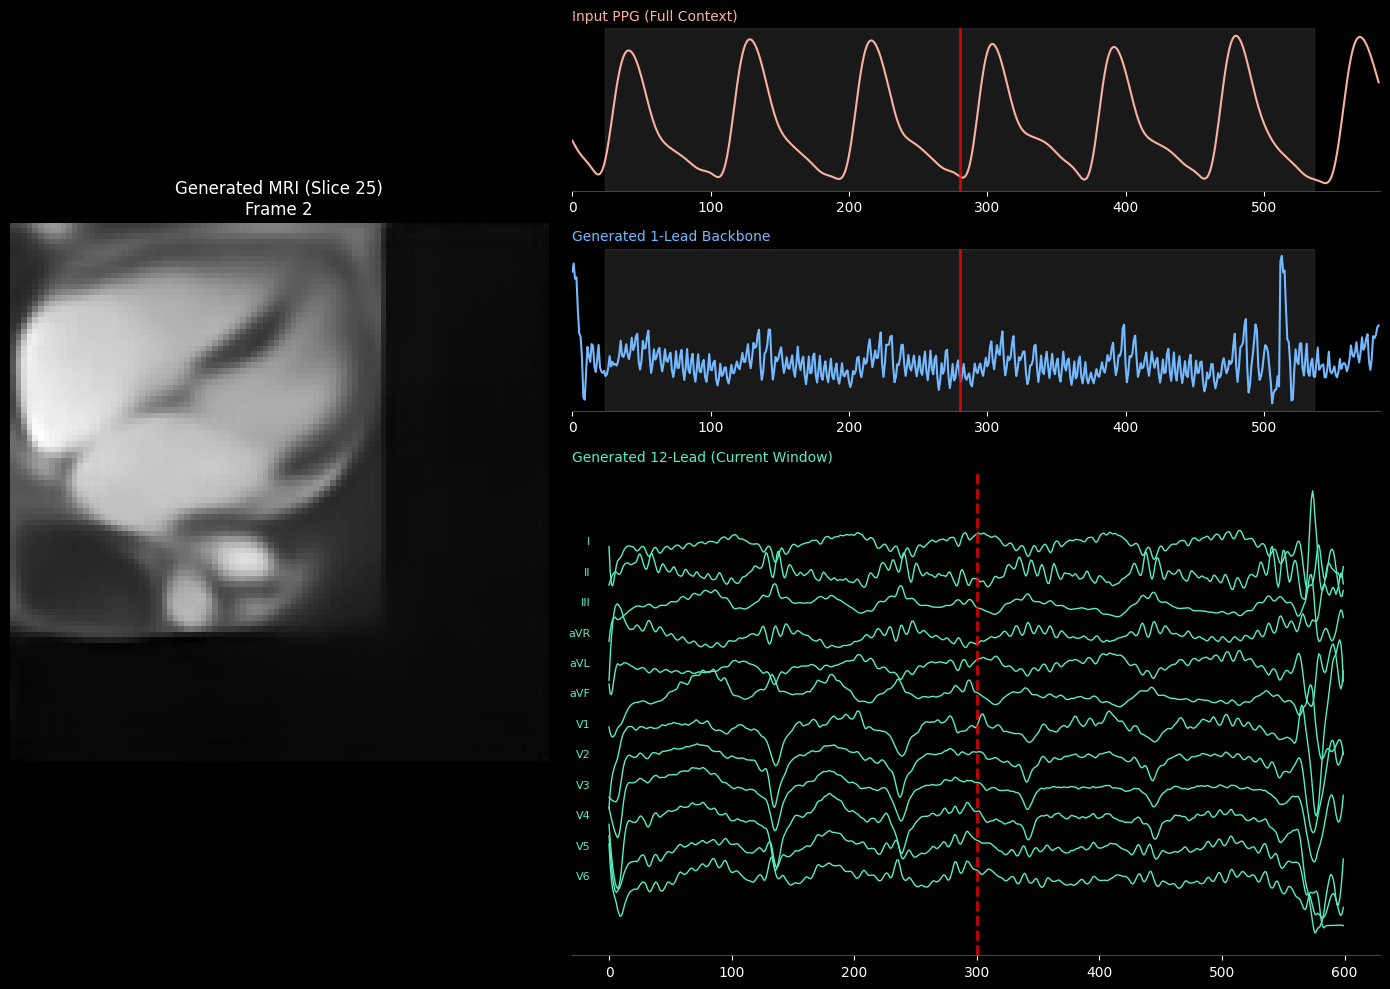 Generated MRI (Slice 25)
Frame 2
Input PPG (Full Context)
0 100 200 300 400 500
Generated 1-Lead Backbone
0 100 200 300 400 500
Generated 12-Lead (Current Window)
I
II
III
aVR
aVL
aVF
V1
V2
V3
V4
V5
V6
0 100 200 300 400 500 600